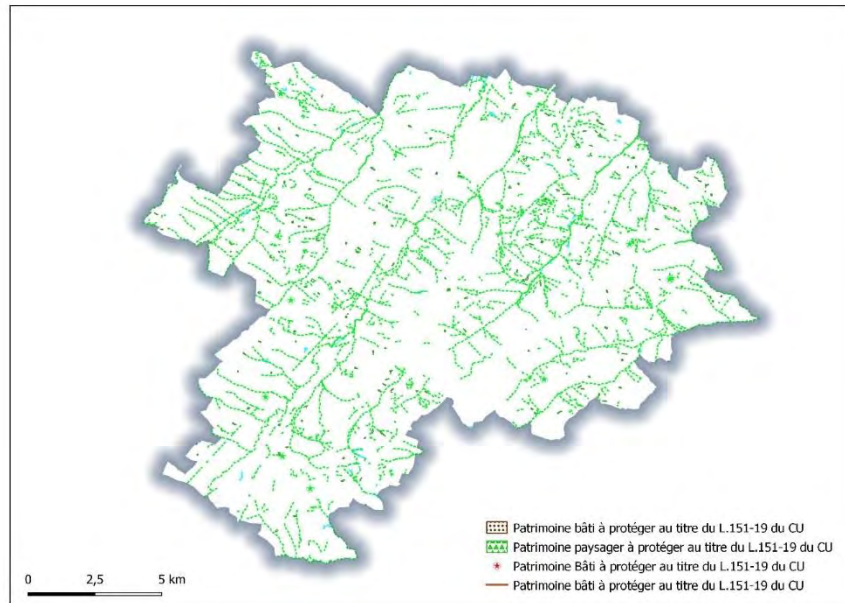 Patrimoine bâti à protéger au titre du L.151-19 du CU
Patrimoine paysager à protéger au titre du L.151-19 du CU
Patrimoine Bâti à protéger au titre du L.151-19 du CU
Patrimoine bâti à protéger au titre du L.151-19 du CU
0 2,5 5 km